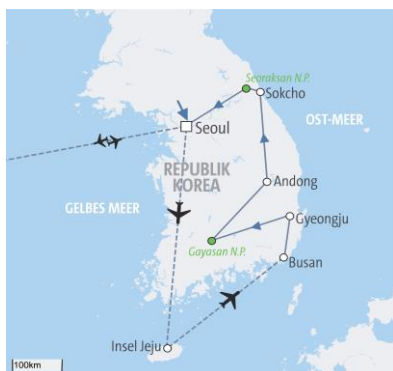 Seoraksan N.P.
Sokcho
OST-MEER
Seoul
REPUBLIK
KOREA
Andong
GELBES MEER
Gyeongju
Gayasan N.P.
Busan
Insel Jeju
100km